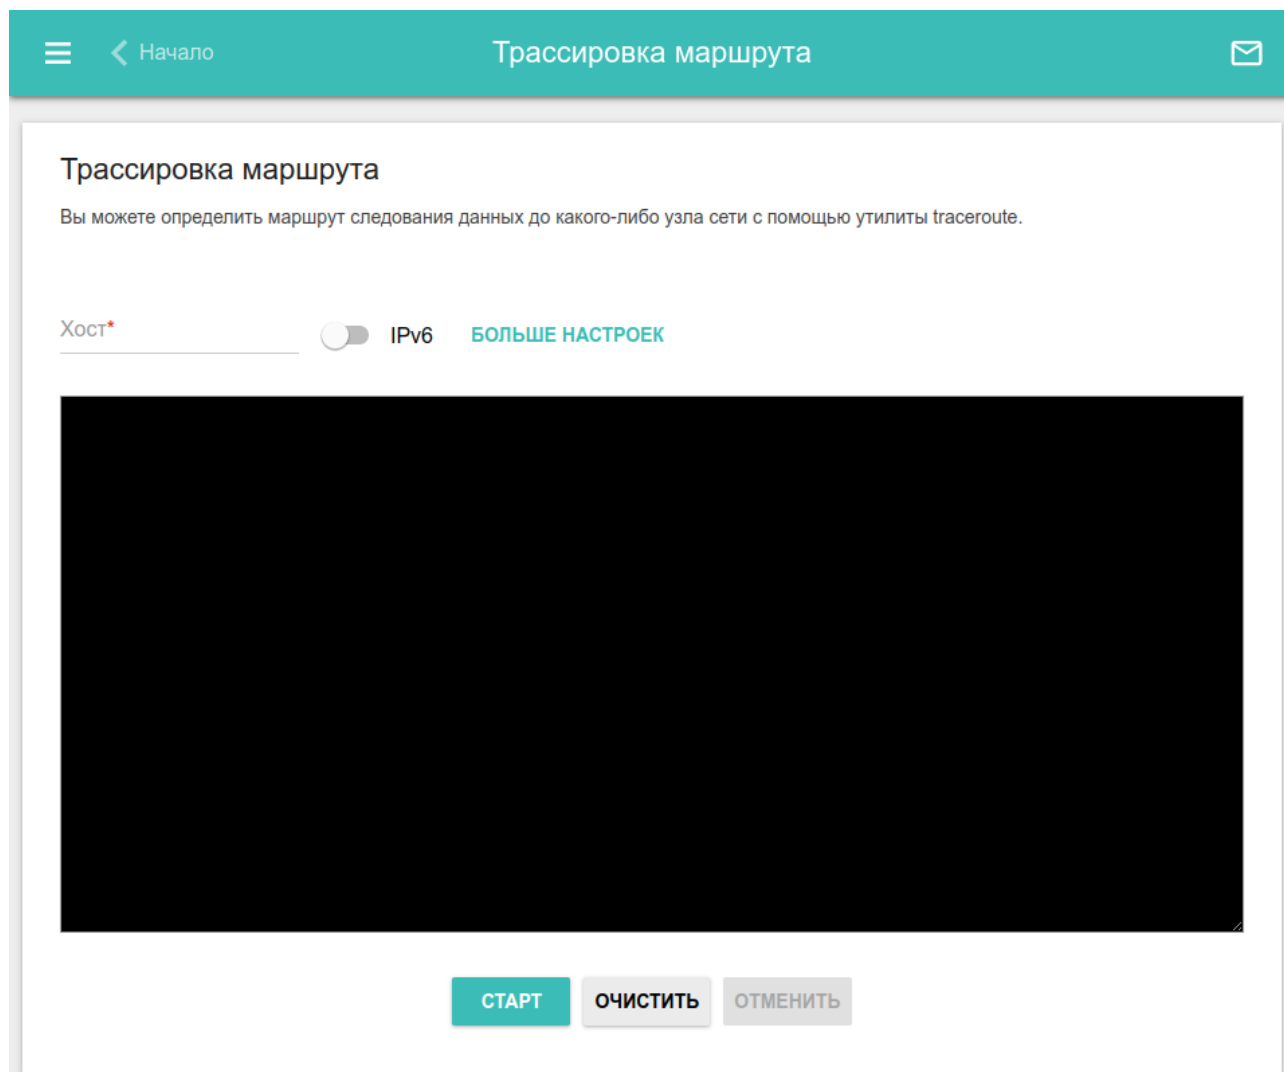 Начало
Трассировка маршрута
Трассировка маршрута
Вы можете определить маршрут следования данных до какого-либо узла сети с помощью утилиты traceroute.
Хост*
IPv6
БОЛЬШЕ НАСТРОЕК
СТАРТ
ОЧИСТИТЬ
ОТМЕНИТЬ